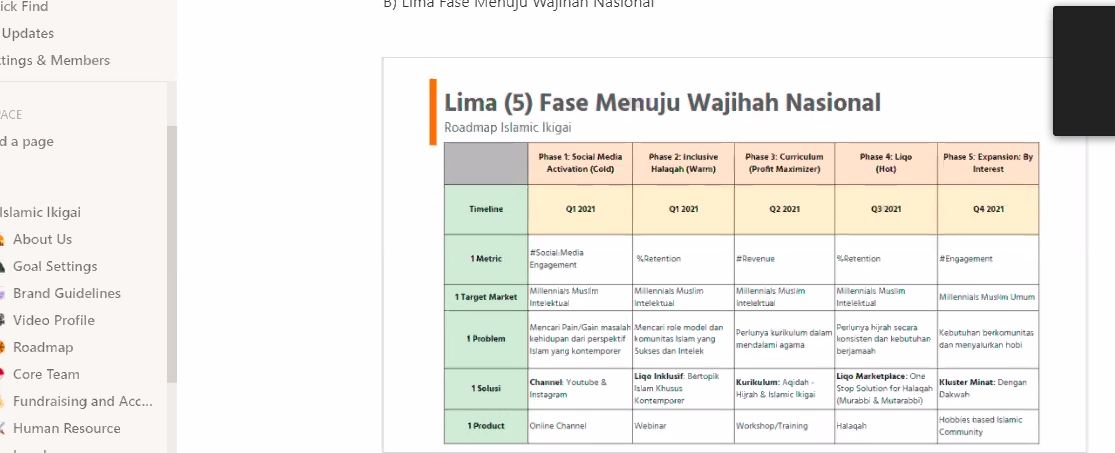 ick Find
Updates
tings & Members
ACE
d a page
Islamic Ikigai
About Us
Goal Settings
Brand Guidelines
Video Profile
Roadmap
Core Team
Fundraising and Acc...
Human Resource
B) Lima Fase Menuju Wajihah Nasional
Lima (5) Fase Menuju Wajihah Nasional
Roadmap Islamic Ikigai
Phase 1: Social Media
Activation (Cold)
Phase 2: Inclusive
Halaqah (Warm)
Phase 3: Curriculum
(Profit Maximizer)
Phase 4: Liqo
(Hot)
Phase 5: Expansion: By
Interest
Timeline
Q1 2021
Q1 2021
Q2 2021
Q3 2021
Q4 2021
1 Metric
#Social Media
Engagement
%Retention
#Revenue
%Retention
#Engagement
1 Target Market
Millennials Muslim
Intelektual
Millennials Muslim
Intelektual
Millennials Muslim
Intelektual
Millennials Muslim
Intelektual
Millennials Muslim Umum
1 Problem
Mencari Pain/Gain masalah
kehidupan dari perspektif
Islam yang kontemporer
Mencari role model dan
komunitas Islam yang
Sukses dan Intelek
Perlunya kurikulum dalam
mendalami agama
Perlunya hijrah secara
konsisten dan kebutuhan
berjamaah
Kebutuhan berkomunitas
dan menyalurkan hobi
1 Solusi
Channel: Youtube &
Instagram
Liqo Inklusif: Bertopik
Islam Khusus
Kontemporer
Kurikulum: Aqidah -
Hijrah & Islamic Ikigai
Liqo Marketplace: One
Stop Solution for Halaqah
(Murabbi & Mutarabbi)
Kluster Minat: Dengan
Dakwah
1 Product
Online Channel
Webinar
Workshop/Training
Halaqah
Hobbies based Islamic
Community